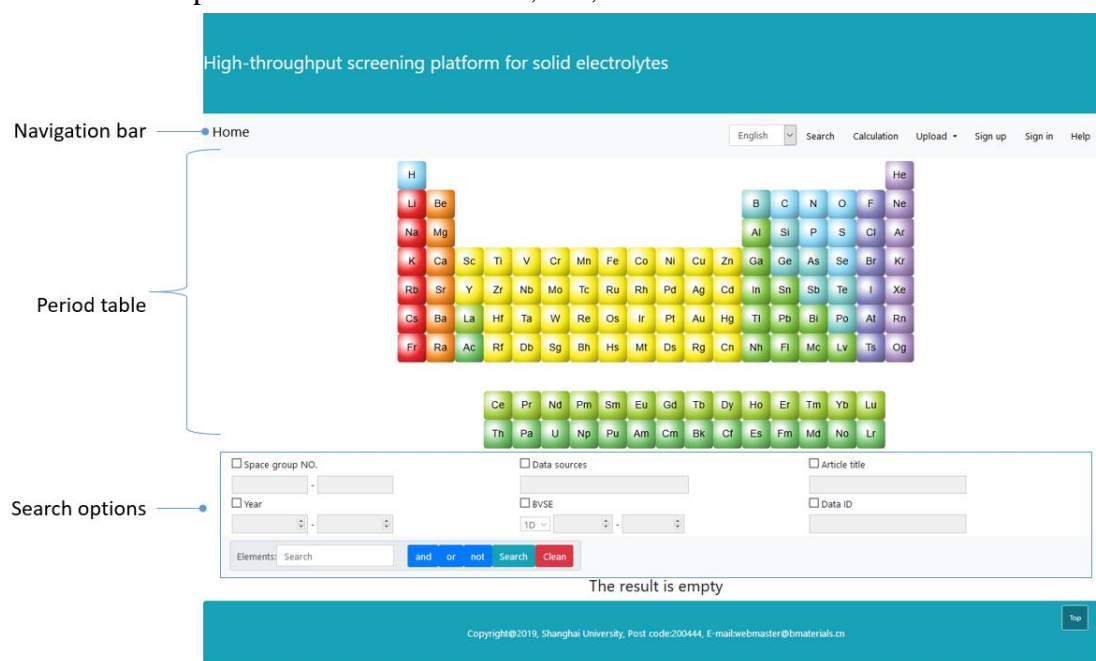 High-throughput screening platform for solid electrolytes
Navigation bar
Home
English Search Calculation Upload Sign up Sign in Help
Period table
H He
Li Be B C N O F Ne
Na Mg Al Si P S Cl Ar
K Ca Sc Ti V Cr Mn Fe Co Ni Cu Zn Ga Ge As Se Br Kr
Rb Sr Y Zr Nb Mo Tc Ru Rh Pd Ag Cd In Sn Sb Te I Xe
Cs Ba La Hf Ta W Re Os Ir Pt Au Hg Tl Pb Bi Po At Rn
Fr Ra Ac Rf Db Sg Bh Hs Mt Ds Rg Cn Nh Fl Mc Lv Ts Og
Ce Pr Nd Pm Sm Eu Gd Tb Dy Ho Er Tm Yb Lu
Th Pa U Np Pu Am Cm Bk Cf Es Fm Md No Lr
Search options
Space group NO. Data sources Article title
-
Year BVSE Data ID
- 1D -
Elements: Search and or not Search Clean
The result is empty
Top
Copyright@2019, Shanghai University, Post code:200444, E-mail:webmaster@bmaterials.cn